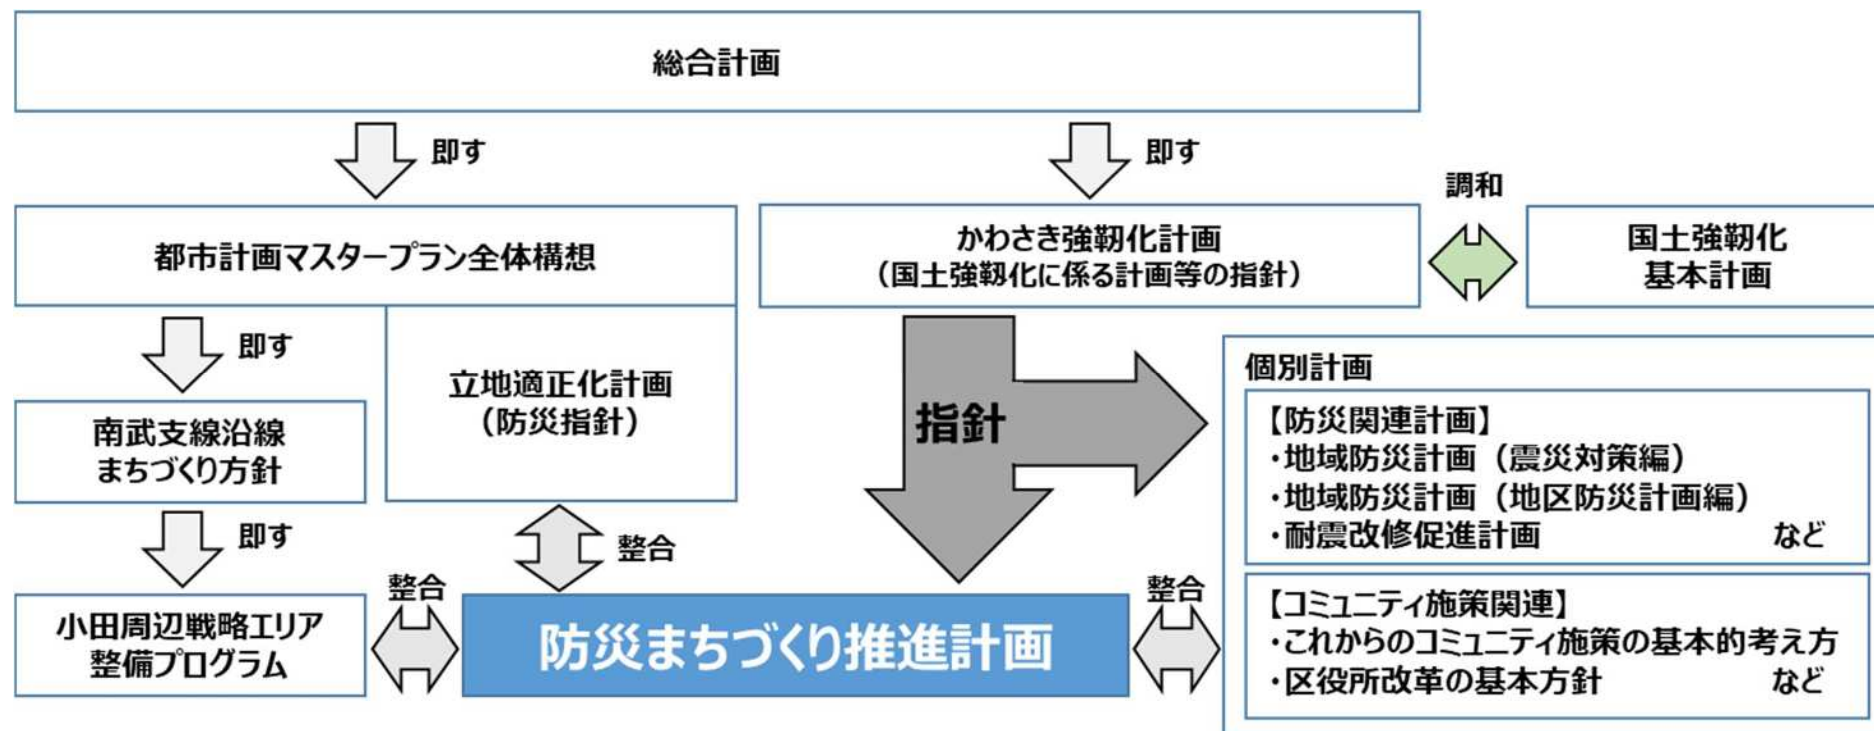 総合計画
即す
即す
都市計画マスタープラン全体構想
かわさき強靱化計画
（国土強靱化に係る計画等の指針）
調和
国土強靱化
基本計画
即す
立地適正化計画
（防災指針）
南武支線沿線
まちづくり方針
指針
個別計画
【防災関連計画】
・地域防災計画（震災対策編）
・地域防災計画（地区防災計画編）
・耐震改修促進計画　など
即す
整合
整合
整合
小田周辺戦略エリア
整備プログラム
防災まちづくり推進計画
【コミュニティ施策関連】
・これからのコミュニティ施策の基本的考え方
・区役所改革の基本方針　など